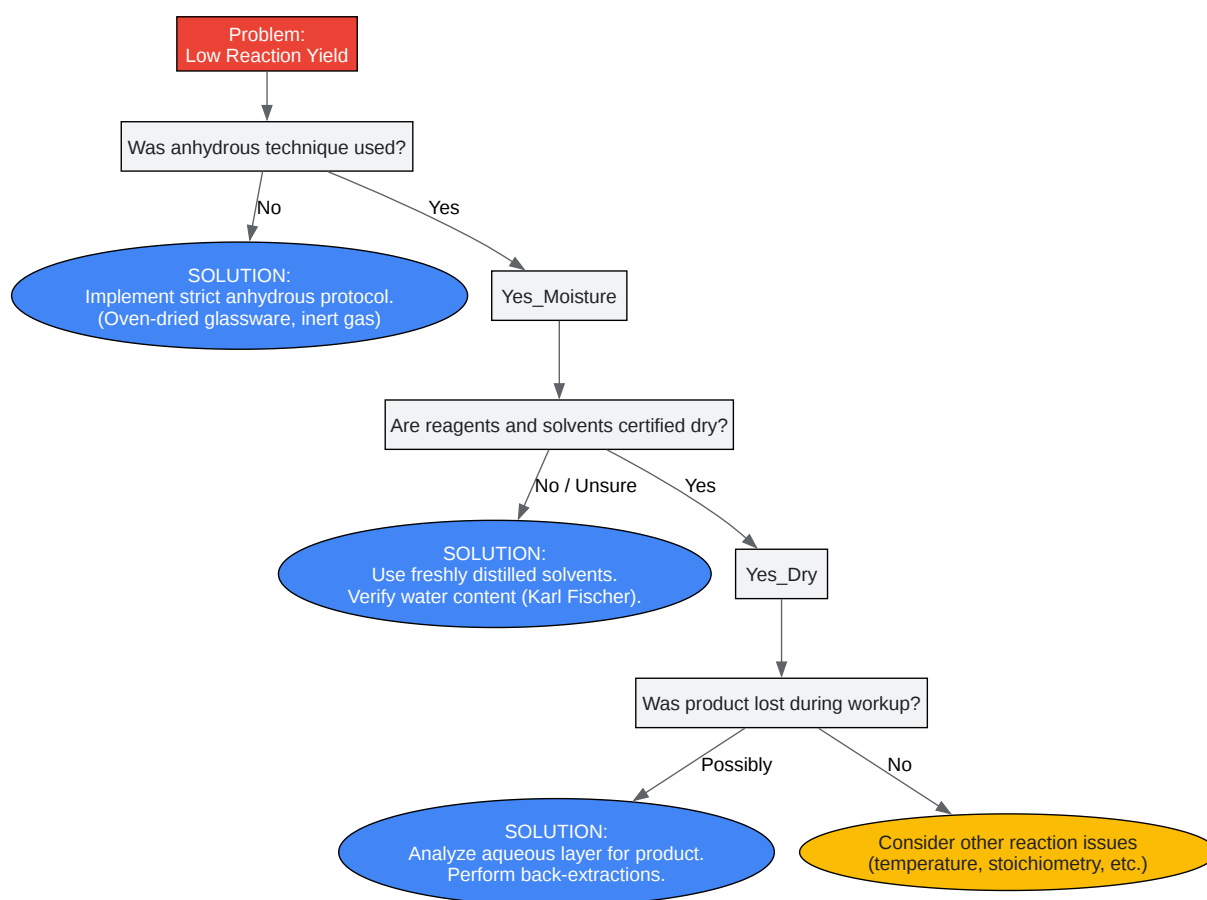 Problem:
Low Reaction Yield
Was anhydrous technique used?
No
Yes
SOLUTION:
Implement strict anhydrous protocol.
(Oven-dried glassware, inert gas)
Yes_Moisture
Are reagents and solvents certified dry?
No / Unsure
Yes
SOLUTION:
Use freshly distilled solvents.
Verify water content (Karl Fischer).
Yes_Dry
Was product lost during workup?
Possibly
No
SOLUTION:
Analyze aqueous layer for product.
Perform back-extractions.
Consider other reaction issues
(temperature, stoichiometry, etc.)